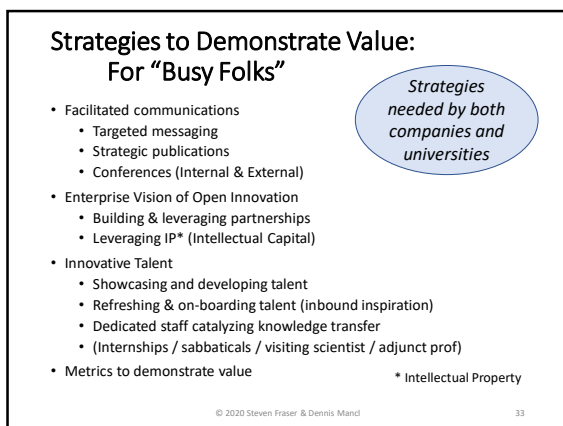 Strategies to Demonstrate Value:
For “Busy Folks”
Strategies
needed by both
companies and
universities
• Facilitated communications
• Targeted messaging
• Strategic publications
• Conferences (Internal & External)
• Enterprise Vision of Open Innovation
• Building & leveraging partnerships
• Leveraging IP* (Intellectual Capital)
• Innovative Talent
• Showcasing and developing talent
• Refreshing & on-boarding talent (inbound inspiration)
• Dedicated staff catalyzing knowledge transfer
• (Internships / sabbaticals / visiting scientist / adjunct prof)
• Metrics to demonstrate value
* Intellectual Property
© 2020 Steven Fraser & Dennis Mancl
33